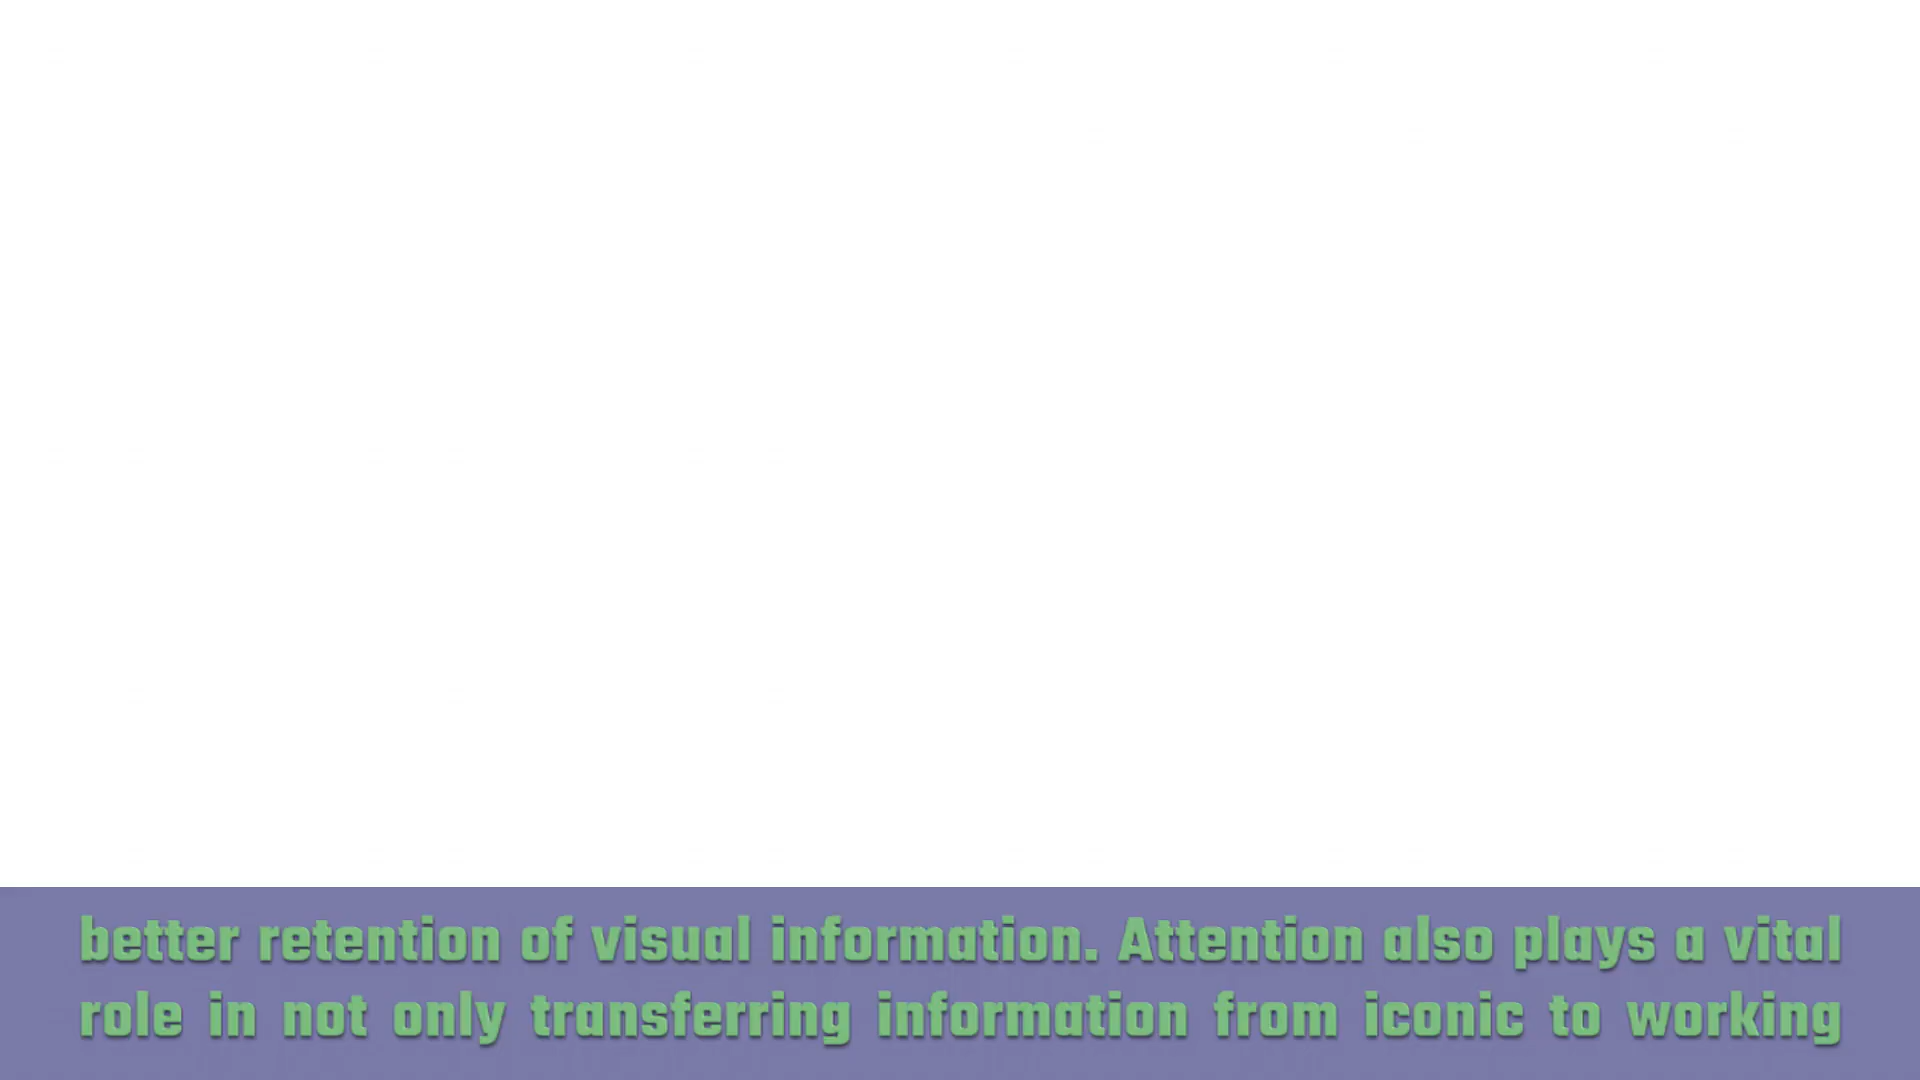 better retention of visual information. Attention also plays a vital
role in not only transferring information from iconic to working